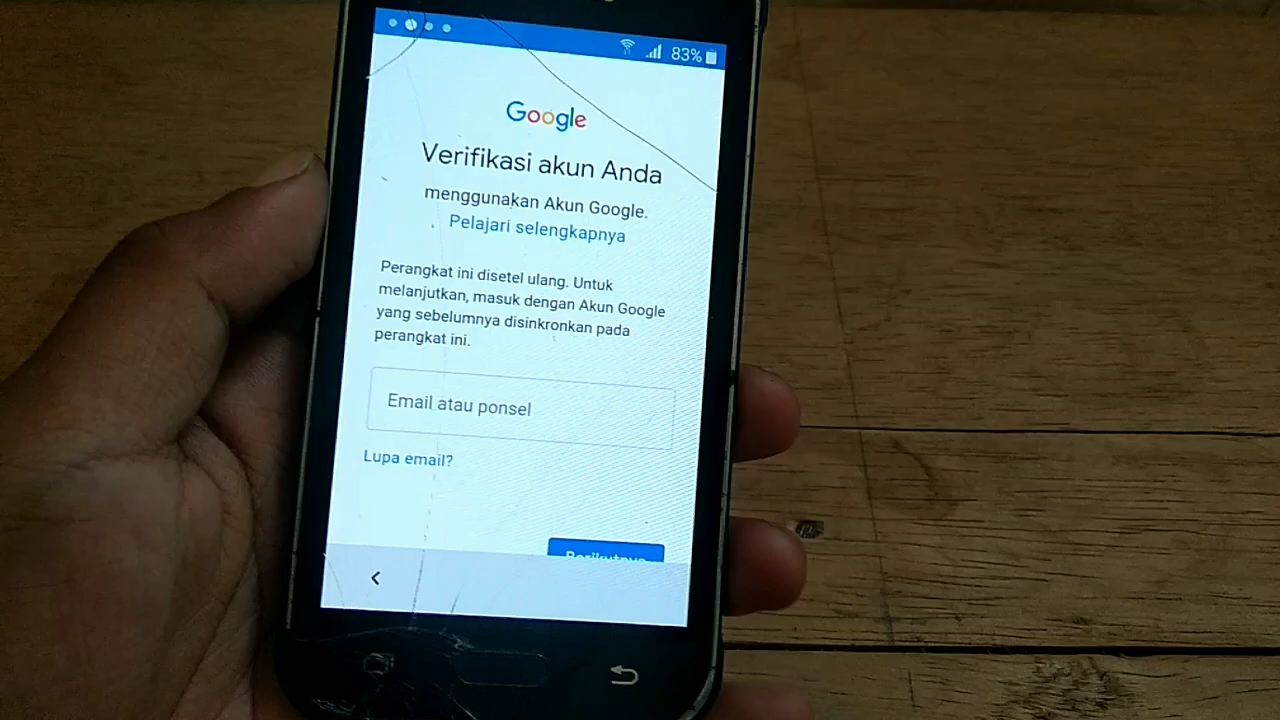 83%
Google
Verifikasi akun Anda
menggunakan Akun Google.
Pelajari selengkapnya
Perangkat ini disetel ulang. Untuk
melanjutkan, masuk dengan Akun Google
yang sebelumnya disinkronkan pada
perangkat ini.
Email atau ponsel
Lupa email?
Berikutnya